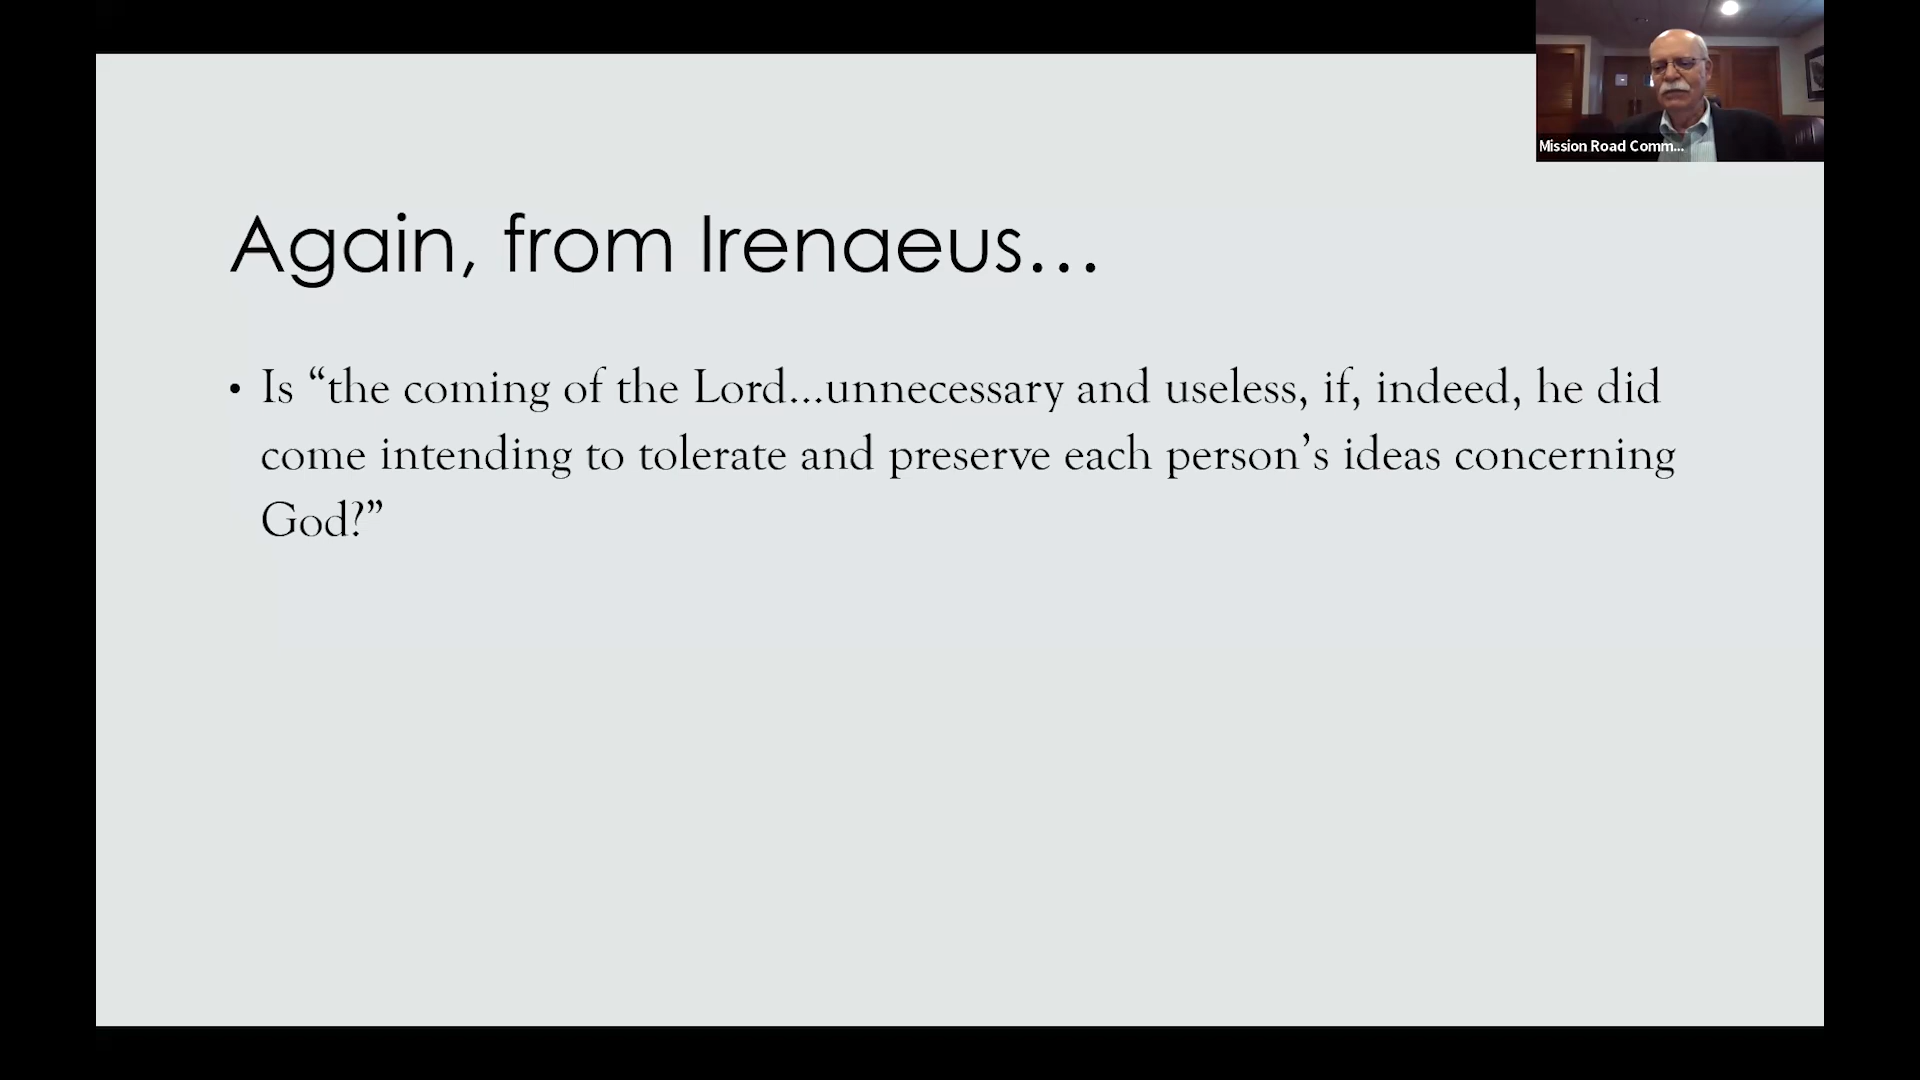 Mission Road Comm...
Again, from Irenaeus...
• Is “the coming of the Lord...unnecessary and useless, if, indeed, he did
come intending to tolerate and preserve each person’s ideas concerning
God?”